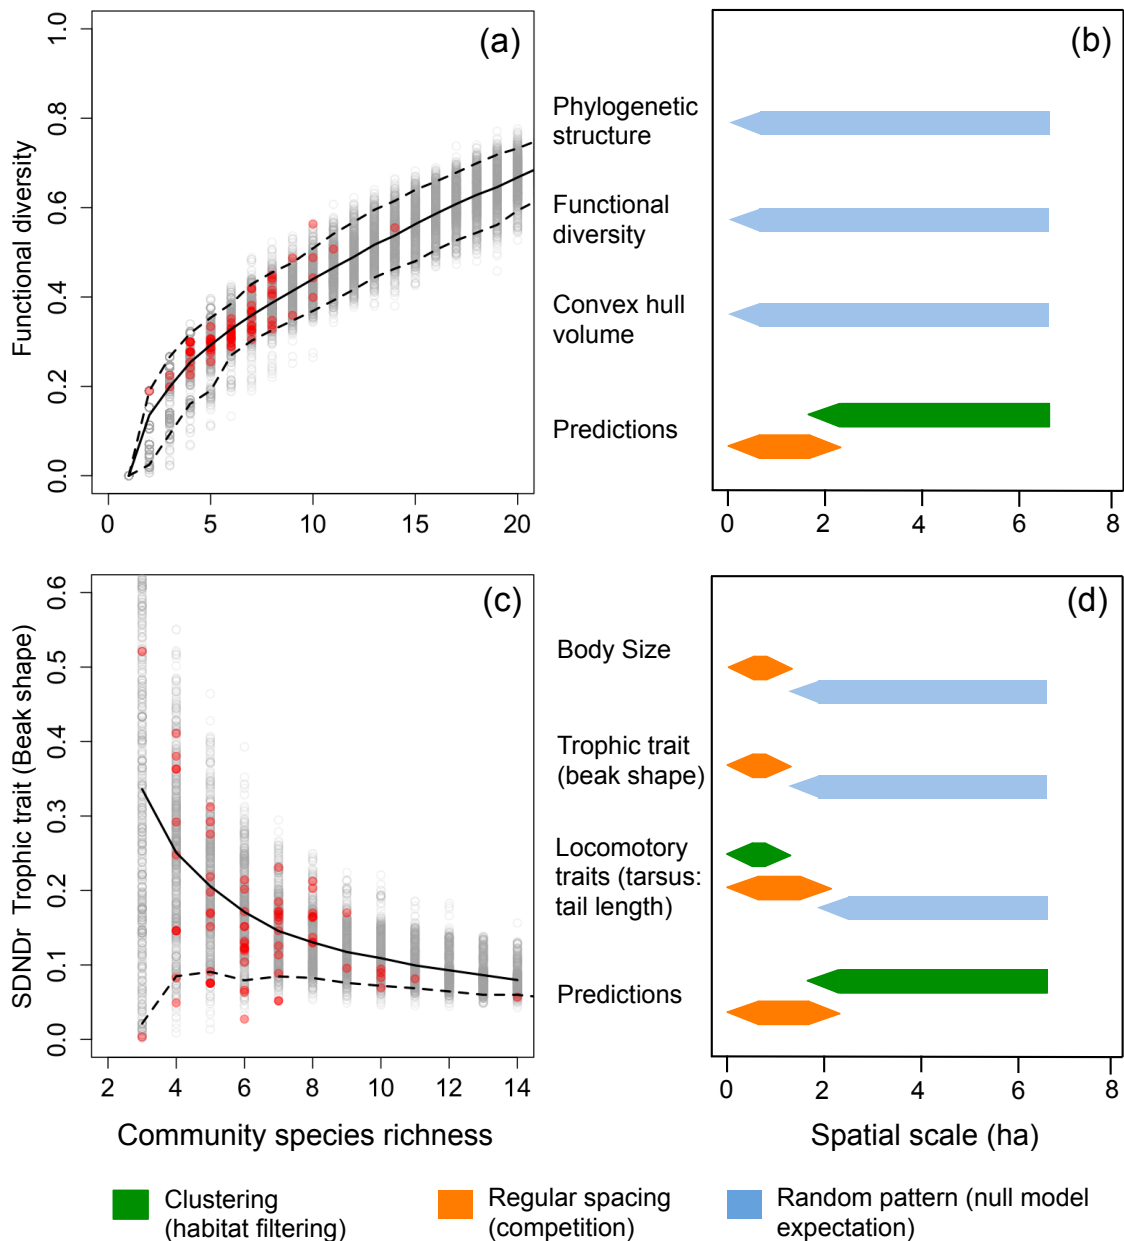 (a)
Functional diversity
1.0
0.8
0.6
0.4
0.2
0.0
0
5
10
15
20
(b)
Phylogenetic
structure
Functional
diversity
Convex hull
volume
Predictions
0
2
4
6
8
(c)
SDNDr Trophic trait (Beak shape)
0.6
0.5
0.4
0.3
0.2
0.1
0.0
2
4
6
8
10
12
14
Community species richness
(d)
Body Size
Trophic trait
(beak shape)
Locomotory
traits (tarsus:
tail length)
Predictions
0
2
4
6
8
Spatial scale (ha)
Clustering
(habitat filtering)
Regular spacing
(competition)
Random pattern (null model
expectation)